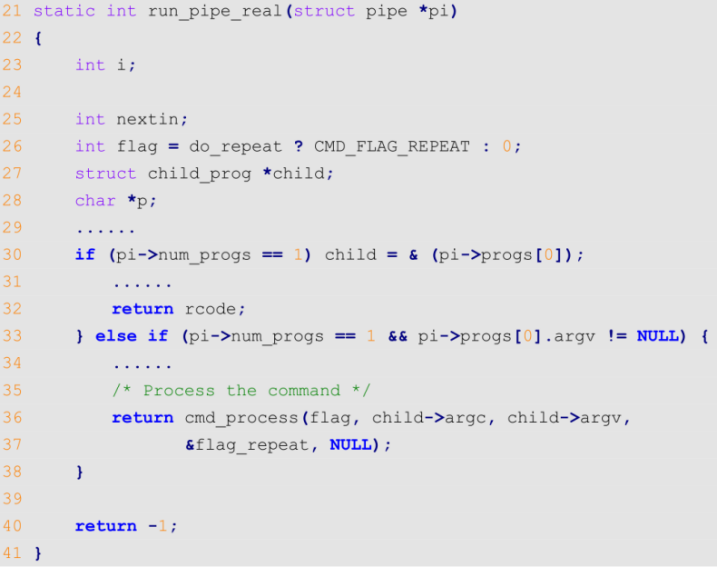 21 static int run_pipe_real(struct pipe *pi)
22 {
23     int i;
24
25     int nextin;
26     int flag = do_repeat ? CMD_FLAG_REPEAT : 0;
27     struct child_prog *child;
28     char *p;
29     ......
30     if (pi->num_progs == 1) child = & (pi->progs[0]);
31         ......
32         return rcode;
33     } else if (pi->num_progs == 1 && pi->progs[0].argv != NULL) {
34         ......
35         /* Process the command */
36         return cmd_process(flag, child->argc, child->argv,
37                 &flag_repeat, NULL);
38     }
39
40     return -1;
41 }